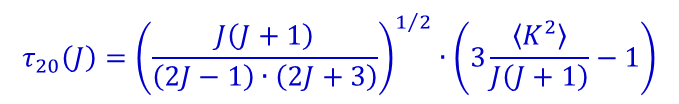 τ₂₀(J) = ( J(J + 1) / ((2J − 1) · (2J + 3)) )^{1/2} · ( 3 ⟨K²⟩ / J(J + 1) − 1 )